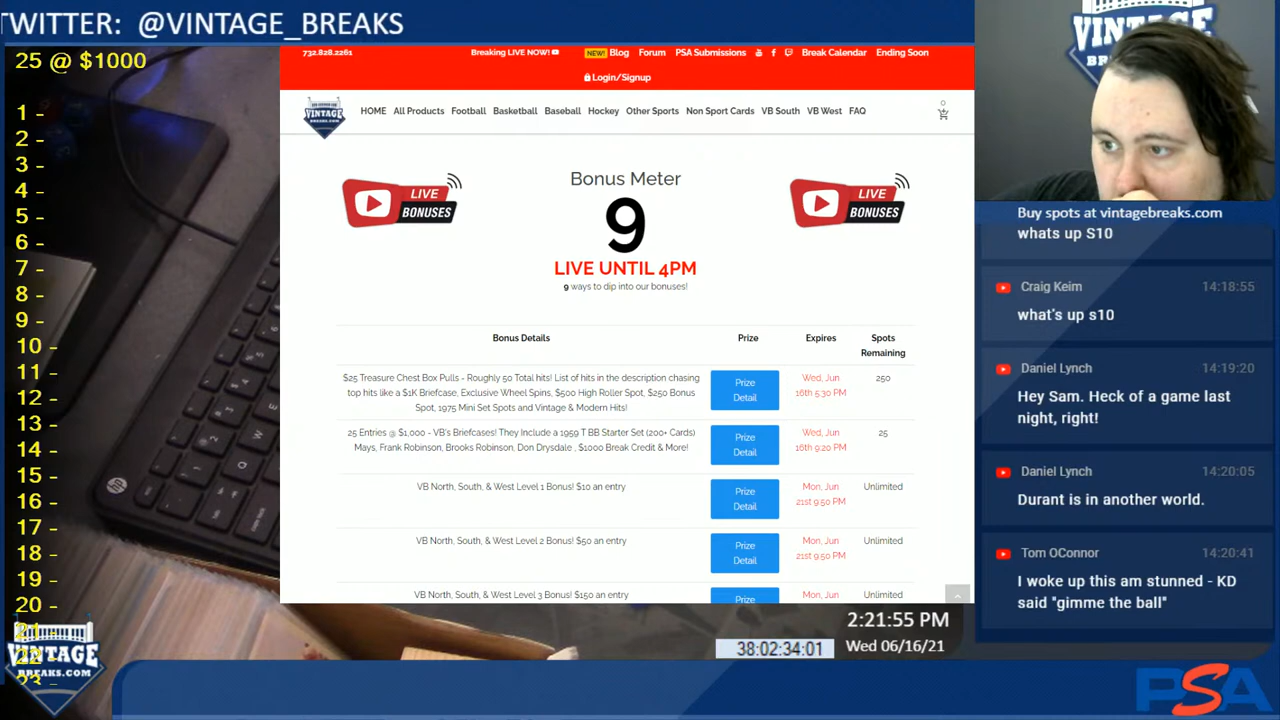 TWITTER: @VINTAGE_BREAKS
25 @ $1000
1 -
2 -
3 -
4 -
5 -
6 -
7 -
8 -
9 -
10 -
11 -
12 -
13 -
14 -
15 -
16 -
17 -
18 -
19 -
20 -
21 -
22 -
23 -
VINTAGE
BREAKS
732.828.2261
Breaking LIVE NOW!
NEW! Blog
Forum
PSA Submissions
Break Calendar
Ending Soon
Login/Signup
VINTAGE
BREAKS.COM
HOME
All Products
Football
Basketball
Baseball
Hockey
Other Sports
Non Sport Cards
VB South
VB West
FAQ
0
LIVE
BONUSES
Bonus Meter
9
LIVE UNTIL 4PM
9 ways to dip into our bonuses!
LIVE
BONUSES
Bonus Details
Prize
Expires
Spots
Remaining
$25 Treasure Chest Box Pulls - Roughly 50 Total hits! List of hits in the description chasing
top hits like a $1K Briefcase, Exclusive Wheel Spins, $500 High Roller Spot, $250 Bonus
Spot, 1975 Mini Set Spots and Vintage & Modern Hits!
Prize
Detail
Wed, Jun
16th 5:30 PM
250
25 Entries @ $1,000 - VB's Briefcases! They Include a 1959 T BB Starter Set (200+ Cards)
Mays, Frank Robinson, Brooks Robinson, Don Drysdale , $1000 Break Credit & More!
Prize
Detail
Wed, Jun
16th 9:20 PM
25
VB North, South, & West Level 1 Bonus! $10 an entry
Prize
Detail
Mon, Jun
21st 9:50 PM
Unlimited
VB North, South, & West Level 2 Bonus! $50 an entry
Prize
Detail
Mon, Jun
21st 9:50 PM
Unlimited
VB North, South, & West Level 3 Bonus! $150 an entry
Prize
Mon, Jun
Unlimited
38:02:34:01
2:21:55 PM
Wed 06/16/21
VINTAGE
Buy spots at vintagebreaks.com
whats up S10
Craig Keim 14:18:55
what's up s10
Daniel Lynch 14:19:20
Hey Sam. Heck of a game last
night, right!
Daniel Lynch 14:20:05
Durant is in another world.
Tom OConnor 14:20:41
I woke up this am stunned - KD
said "gimme the ball"
PSA
hp